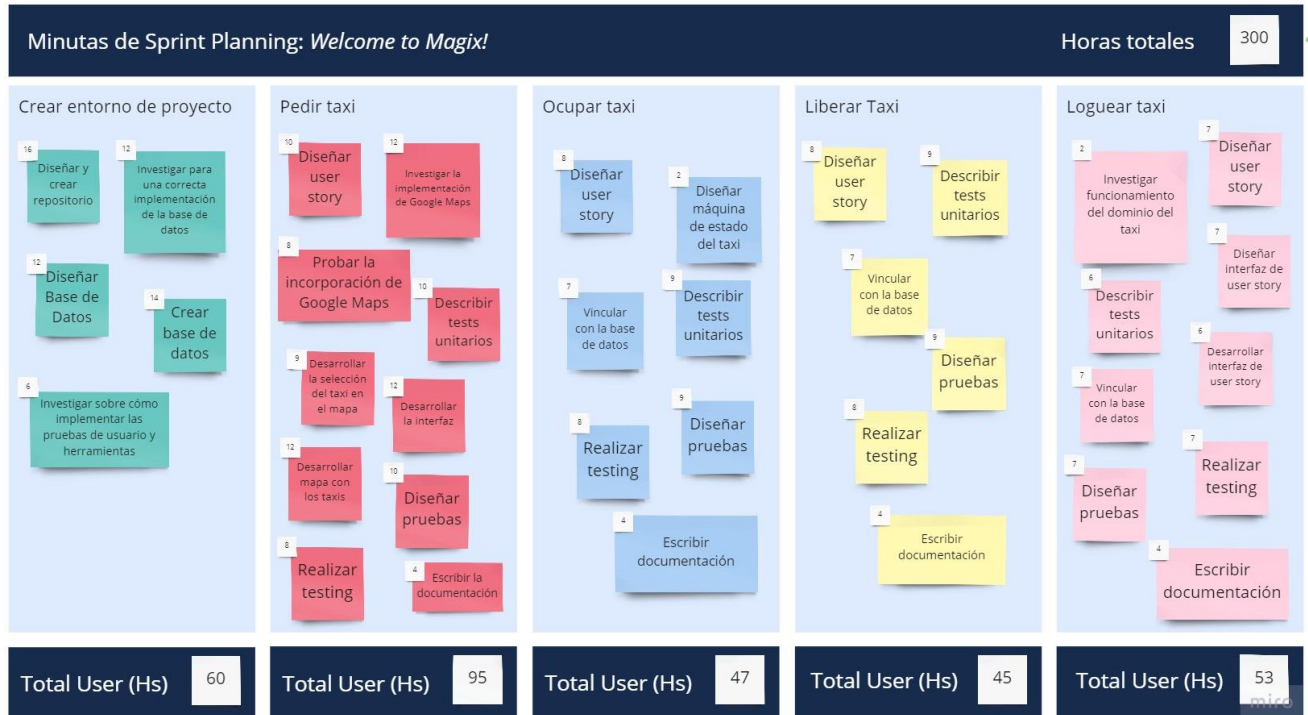 Minutas de Sprint Planning: Welcome to Magix!
Horas totales
300
Crear entorno de proyecto
16
Diseñar y
crear
repositorio
12
Investigar para
una correcta
implementación
de la base de
datos
12
Diseñar
Base de
Datos
14
Crear
base de
datos
6
Investigar sobre cómo
implementar las
pruebas de usuario y
herramientas
Total User (Hs)
60
Pedir taxi
10
Diseñar
user
story
12
Investigar la
implementación
de Google Maps
8
Probar la
incorporación de
Google Maps
10
Describir
tests
unitarios
9
Desarrollar
la selección
del taxi en
el mapa
12
Desarrollar
la interfaz
12
Desarrollar
mapa con
los taxis
10
Diseñar
pruebas
8
Realizar
testing
4
Escribir la
documentación
Total User (Hs)
95
Ocupar taxi
8
Diseñar
user
story
2
Diseñar
máquina
de estado
del taxi
7
Vincular
con la base
de datos
9
Describir
tests
unitarios
8
Realizar
testing
9
Diseñar
pruebas
4
Escribir
documentación
Total User (Hs)
47
Liberar Taxi
8
Diseñar
user
story
9
Describir
tests
unitarios
7
Vincular
con la base
de datos
9
Diseñar
pruebas
8
Realizar
testing
4
Escribir
documentación
Total User (Hs)
45
Loguear taxi
2
Investigar
funcionamiento
del dominio del
taxi
7
Diseñar
user
story
7
Diseñar
interfaz de
user story
6
Describir
tests
unitarios
6
Desarrollar
interfaz de
user story
7
Vincular
con la base
de datos
7
Realizar
testing
7
Diseñar
pruebas
4
Escribir
documentación
Total User (Hs)
53
miro